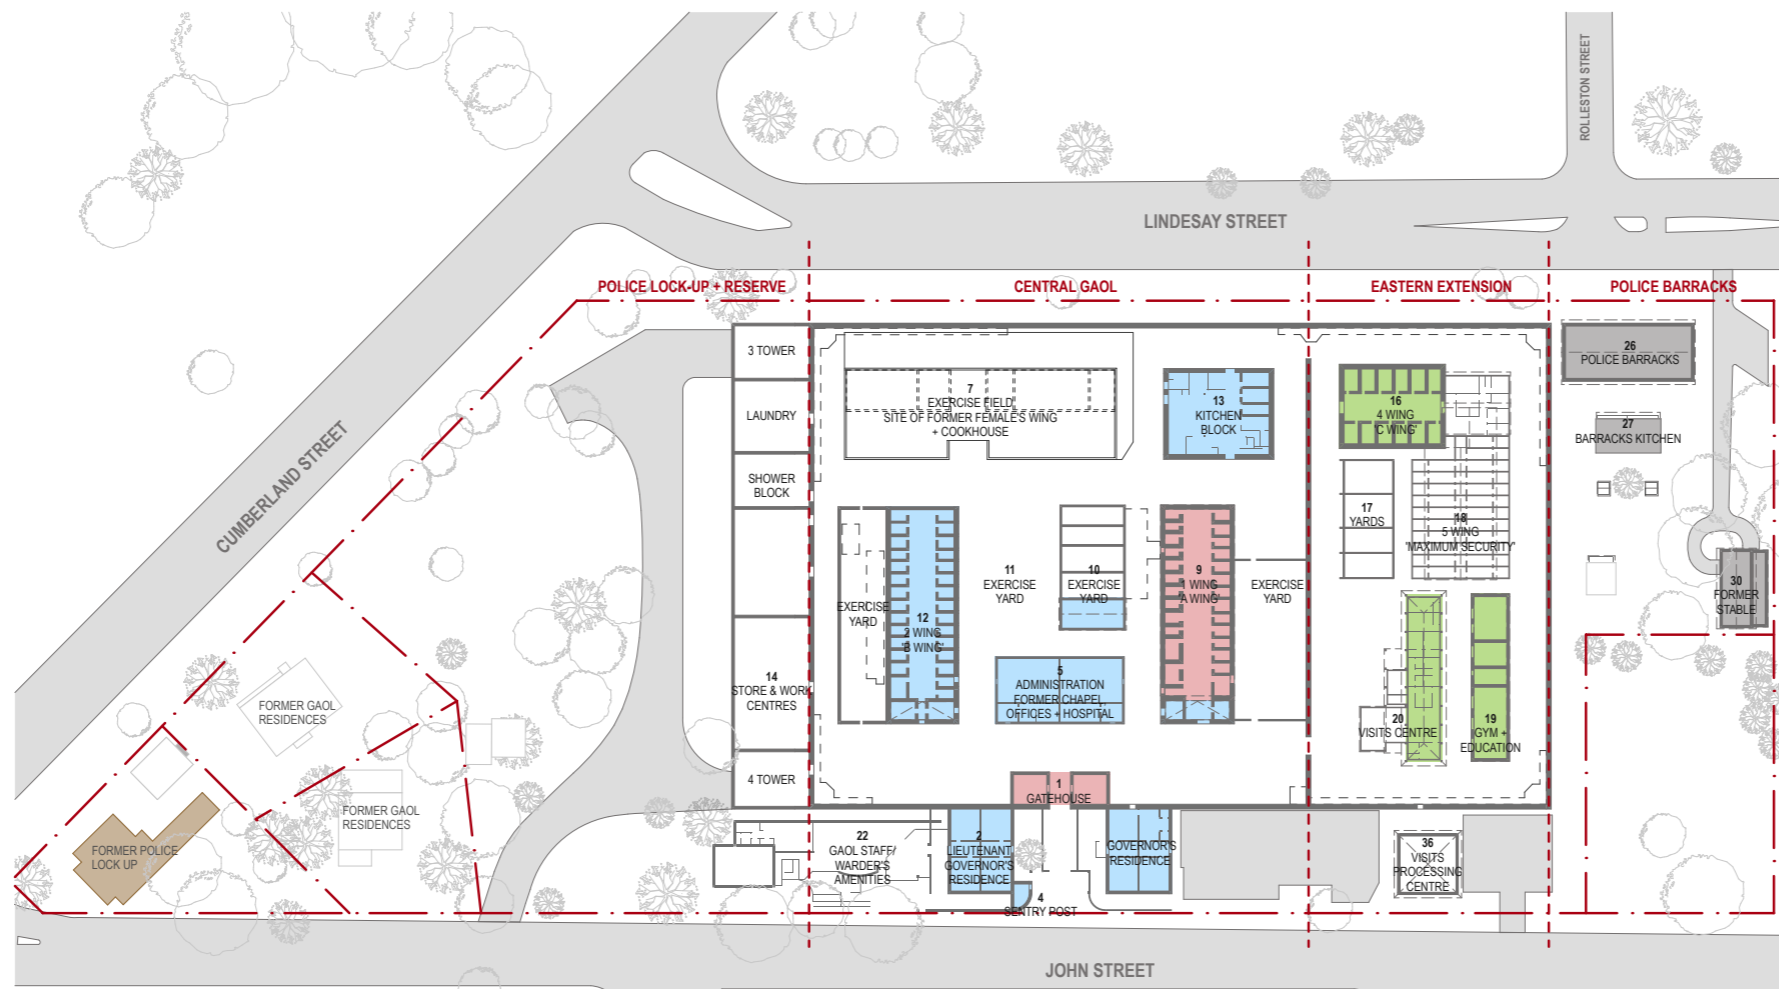 ROLLESTON STREET
LINDESAY STREET
CUMBERLAND STREET
JOHN STREET
POLICE LOCK-UP + RESERVE
CENTRAL GAOL
EASTERN EXTENSION
POLICE BARRACKS
3 TOWER
LAUNDRY
SHOWER
BLOCK
14
STORE & WORK
CENTRES
4 TOWER
7
EXERCISE FIELD
SITE OF FORMER FEMALES WING
+ COOKHOUSE
13
KITCHEN
BLOCK
16
4 WING
'C WING'
26
POLICE BARRACKS
27
BARRACKS KITCHEN
17
YARDS
18
5 WING
'MAXIMUM SECURITY'
EXERCISE
YARD
12
2 WING
'B WING'
11
EXERCISE
YARD
10
EXERCISE
YARD
9
1 WING
'A WING'
EXERCISE
YARD
30
FORMER
STABLE
5
ADMINISTRATION
FORMER CHAPEL,
OFFICES + HOSPITAL
20
VISITS CENTRE
19
GYM +
EDUCATION
1
GATEHOUSE
FORMER GAOL
RESIDENCES
FORMER GAOL
RESIDENCES
FORMER POLICE
LOCK UP
22
GAOL STAFF/
WARDER'S
AMENITIES
2
LIEUTENANT
GOVERNOR'S
RESIDENCE
GOVERNOR'S
RESIDENCE
4
SENTRY POST
36
VISITS
PROCESSING
CENTRE